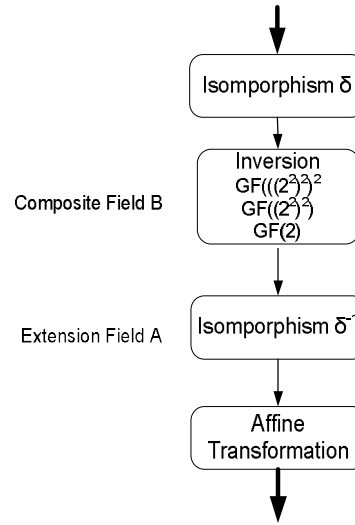 Isomporphism δ
Inversion
GF(((2²)²)²
GF((2²)²)
GF(2)
Composite Field B
Isomporphism δ⁻¹
Extension Field A
Affine
Transformation